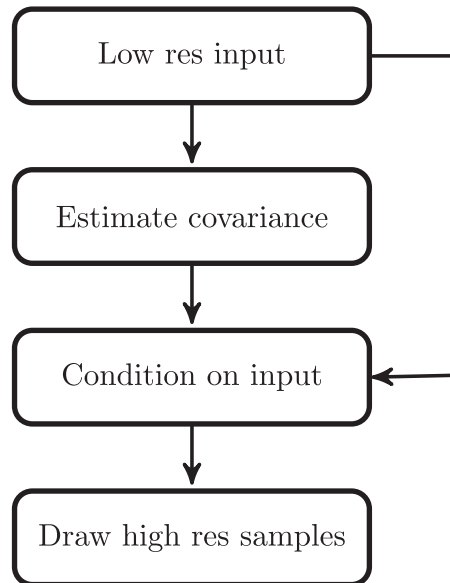 Low res input
Estimate covariance
Condition on input
Draw high res samples